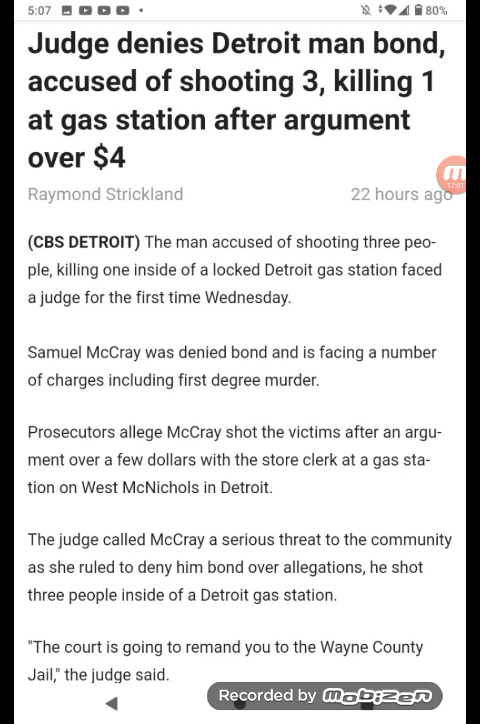 5:07
80%
Judge denies Detroit man bond,
accused of shooting 3, killing 1
at gas station after argument
over $4
Raymond Strickland 22 hours ago
17:01
(CBS DETROIT) The man accused of shooting three peo-
ple, killing one inside of a locked Detroit gas station faced
a judge for the first time Wednesday.
Samuel McCray was denied bond and is facing a number
of charges including first degree murder.
Prosecutors allege McCray shot the victims after an argu-
ment over a few dollars with the store clerk at a gas sta-
tion on West McNichols in Detroit.
The judge called McCray a serious threat to the community
as she ruled to deny him bond over allegations, he shot
three people inside of a Detroit gas station.
"The court is going to remand you to the Wayne County
Jail," the judge said.
Recorded by mobizen